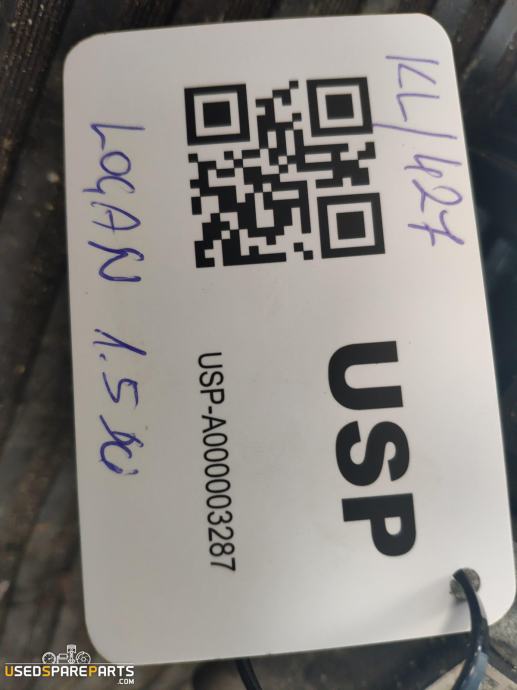 KL/427
USP
USP-A000003287
LOGAN 1.5 dci
USEDSPAREPARTS
.COM